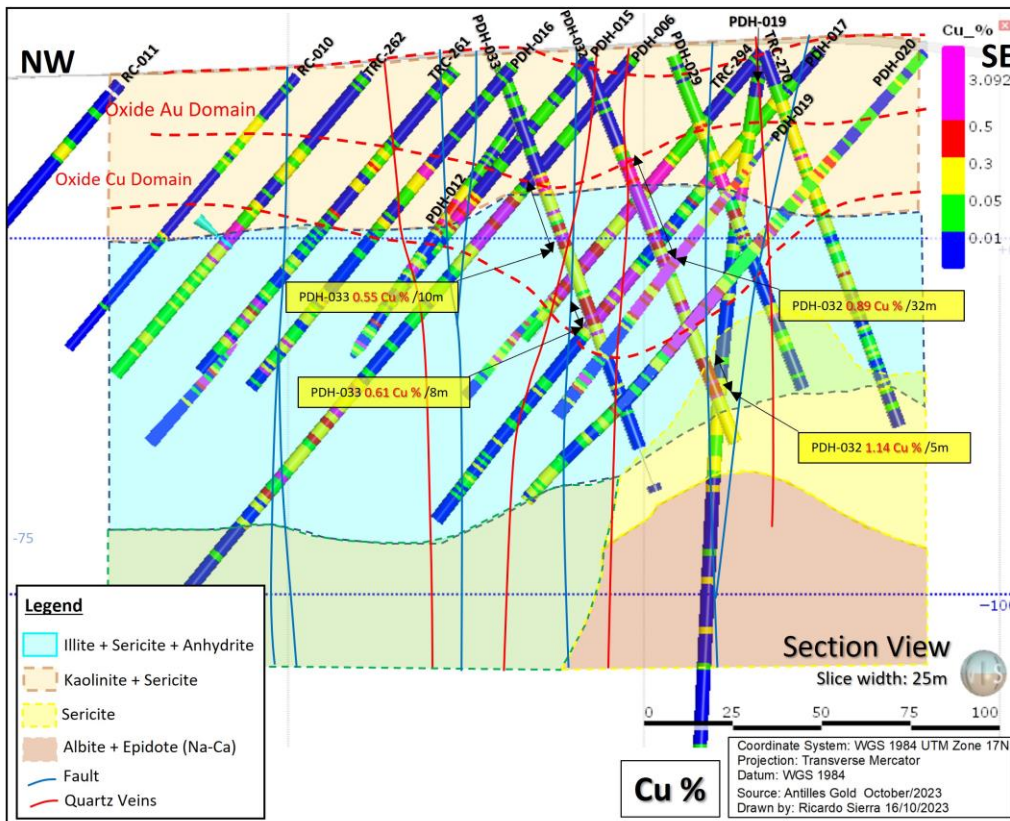 NW
SE
RC-011
RC-010
TRC-262
TRC-261
PDH-033
PDH-016
PDH-032
PDH-015
PDH-006
PDH-029
TRC-294
PDH-019
TRC-270
PDH-017
PDH-020
PDH-019
PDH-012
Cu_%
3.092
0.5
0.3
0.05
0.01
Oxide Au Domain
Oxide Cu Domain
PDH-033 0.55 Cu % /10m
PDH-032 0.89 Cu % /32m
PDH-033 0.61 Cu % /8m
PDH-032 1.14 Cu % /5m
-75
-100
Legend
Illite + Sericite + Anhydrite
Kaolinite + Sericite
Sericite
Albite + Epidote (Na-Ca)
Fault
Quartz Veins
Section View
Slice width: 25m
0 25 50 75 100
Cu %
Coordinate System: WGS 1984 UTM Zone 17N
Projection: Transverse Mercator
Datum: WGS 1984
Source: Antilles Gold October/2023
Drawn by: Ricardo Sierra 16/10/2023